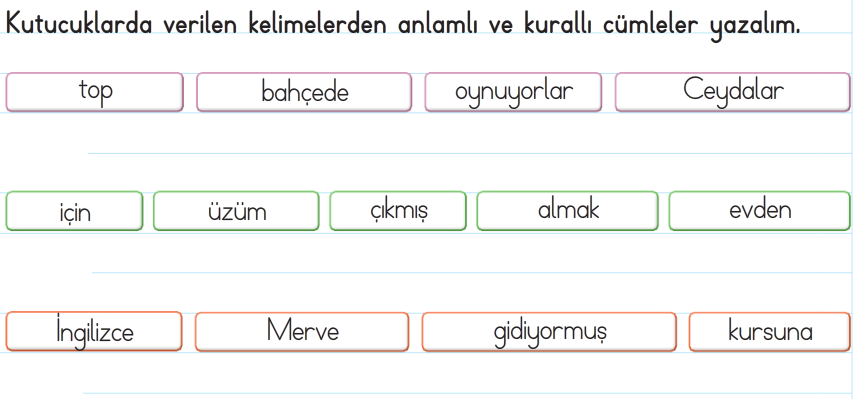 Kutucuklarda verilen kelimelerden anlamlı ve kurallı cümleler yazalım.
top bahçede oynuyorlar Ceydalar
için üzüm çıkmış almak evden
İngilizce Merve gidiyormuş kursuna